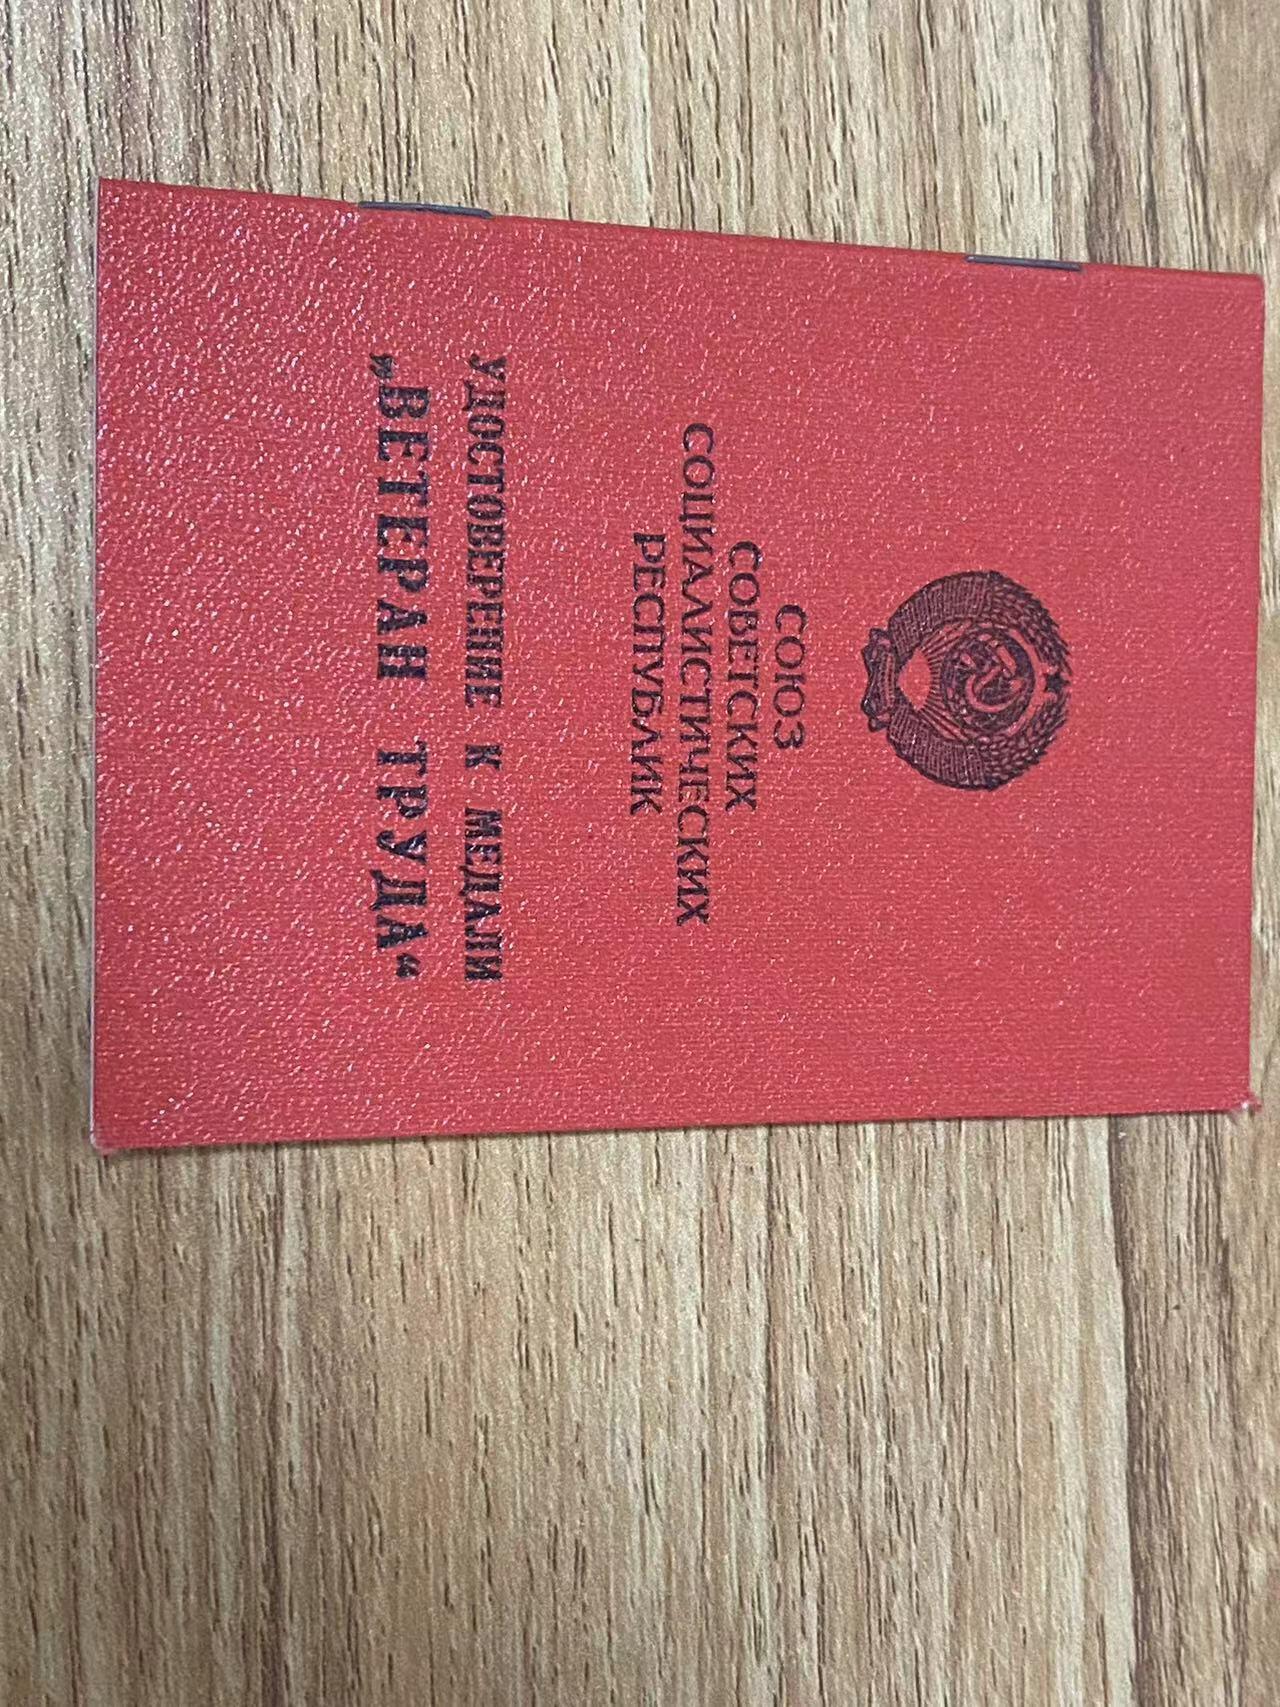 СОЮЗ
СОВЕТСКИХ
СОЦИАЛИСТИЧЕСКИХ
РЕСПУБЛИК
УДОСТОВЕРЕНИЕ К МЕДАЛИ
„ВЕТЕРАН ТРУДА“